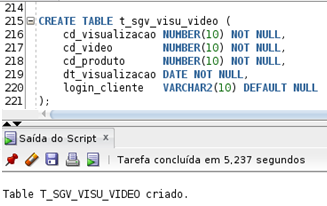 214
215 CREATE TABLE t_sgv_visu_video (
216 cd_visualizacao NUMBER(10) NOT NULL,
217 cd_video NUMBER(10) NOT NULL,
218 cd_produto NUMBER(10) NOT NULL,
219 dt_visualizacao DATE NOT NULL,
220 login_cliente VARCHAR2(10) DEFAULT NULL
221 );
Saída do Script x
Tarefa concluída em 5,237 segundos
Table T_SGV_VISU_VIDEO criado.